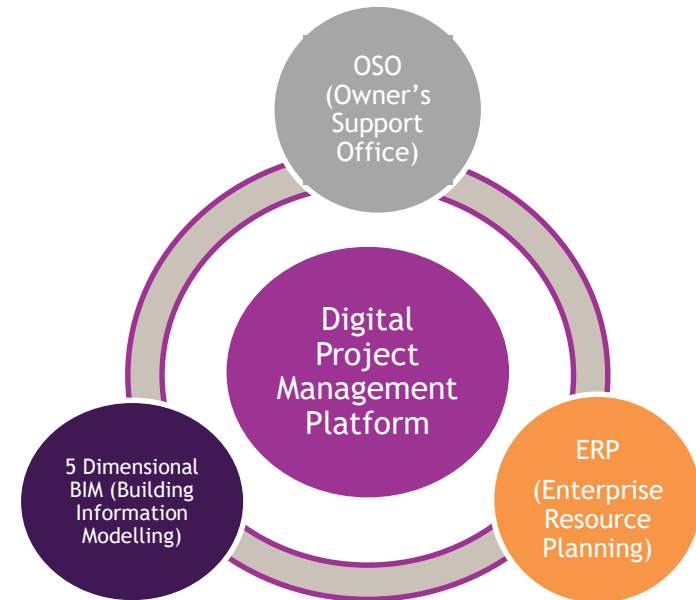 OSO
(Owner’s
Support
Office)
Digital
Project
Management
Platform
5 Dimensional
BIM (Building
Information
Modelling)
ERP
(Enterprise
Resource
Planning)